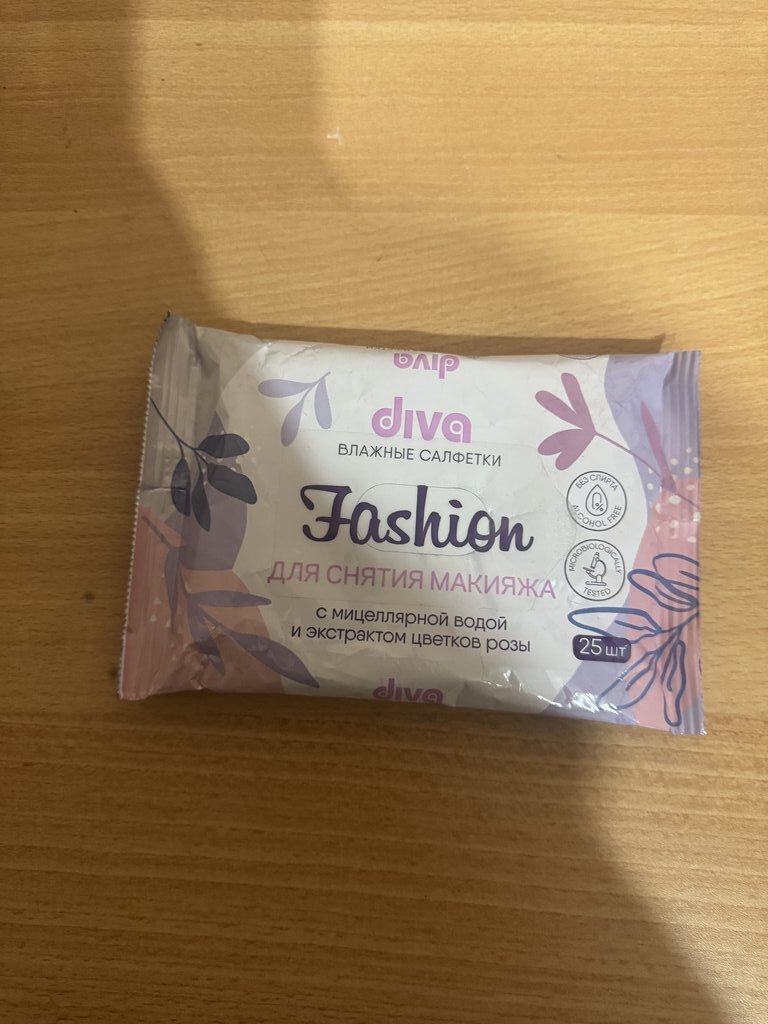 diva
diva
ВЛАЖНЫЕ САЛФЕТКИ
Fashion
ДЛЯ СНЯТИЯ МАКИЯЖА
С МИЦЕЛЛЯРНОЙ ВОДОЙ
И ЭКСТРАКТОМ ЦВЕТКОВ РОЗЫ
БЕЗ СПИРТА
ALCOHOL FREE
MICROBIOLOGICALLY
TESTED
25 ШТ
diva